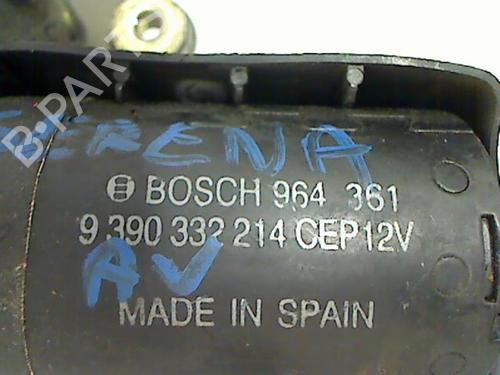 B-PARTS
SERENA
BOSCH 964 361
9 390 332 214 CEP 12V
AV
MADE IN SPAIN